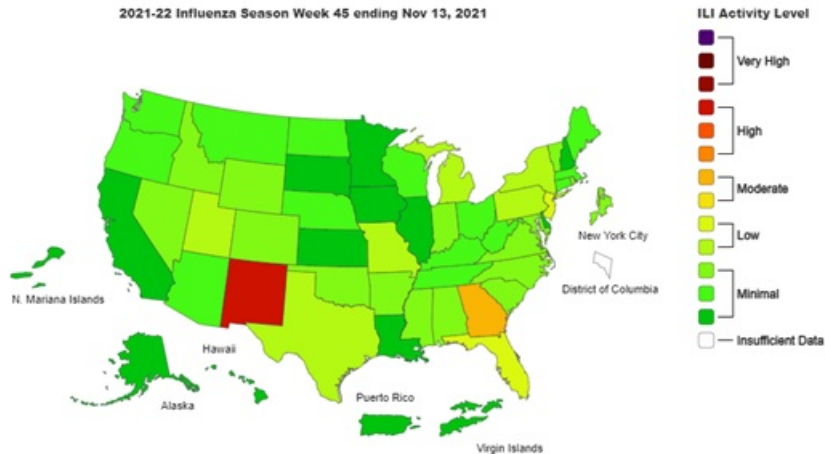 2021-22 Influenza Season Week 45 ending Nov 13, 2021
ILI Activity Level
Very High
High
Moderate
Low
Minimal
Insufficient Data
New York City
District of Columbia
N. Mariana Islands
Hawaii
Alaska
Puerto Rico
Virgin Islands